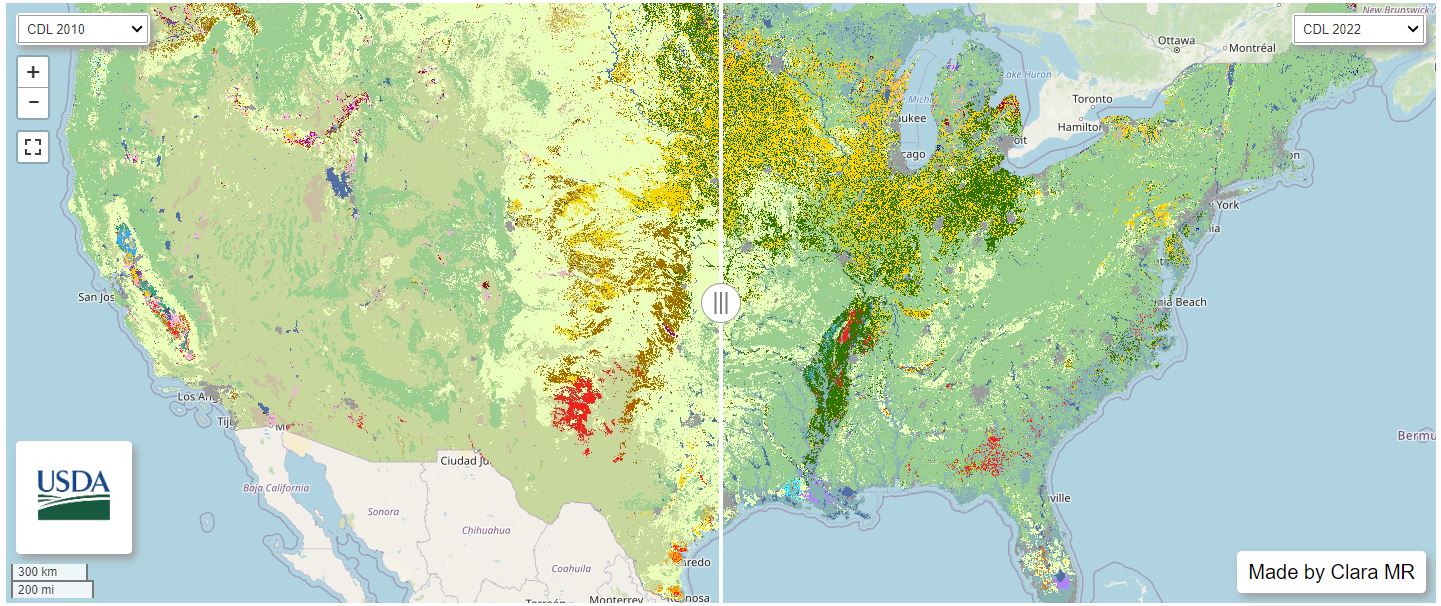 CDL 2010
CDL 2022
New Brunswick /
Ottawa
Montréal
Lake Huron
Toronto
Hamilton
York
San Jos
Beach
Los Ang
Ciudad Ju
Baja California
Sonora
Chihuahua
Coahuila
Monterrey
Bermu
ville
USDA
300 km
200 mi
Made by Clara MR
+
−